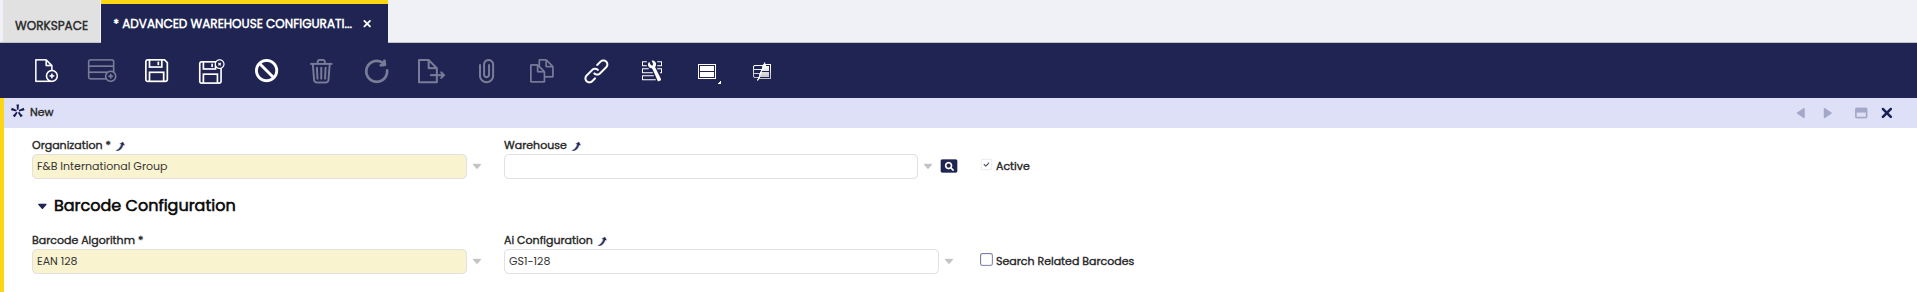 WORKSPACE
* ADVANCED WAREHOUSE CONFIGURATI...
New
Organization * Warehouse
F&B International Group Active
Barcode Configuration
Barcode Algorithm * Ai Configuration
EAN 128 GS1-128 Search Related Barcodes